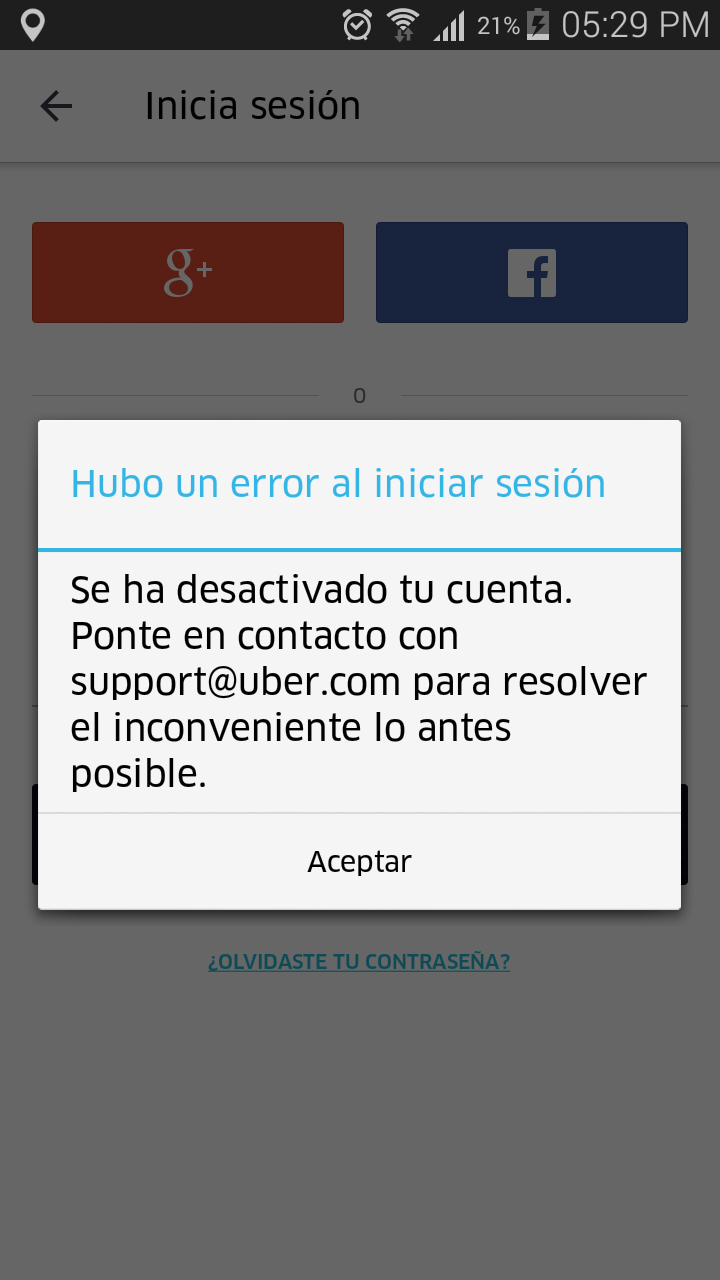 21% 05:29 PM
Inicia sesión
g+ f
O
Hubo un error al iniciar sesión
Se ha desactivado tu cuenta.
Ponte en contacto con
support@uber.com para resolver
el inconveniente lo antes
posible.
Aceptar
¿OLVIDASTE TU CONTRASEÑA?